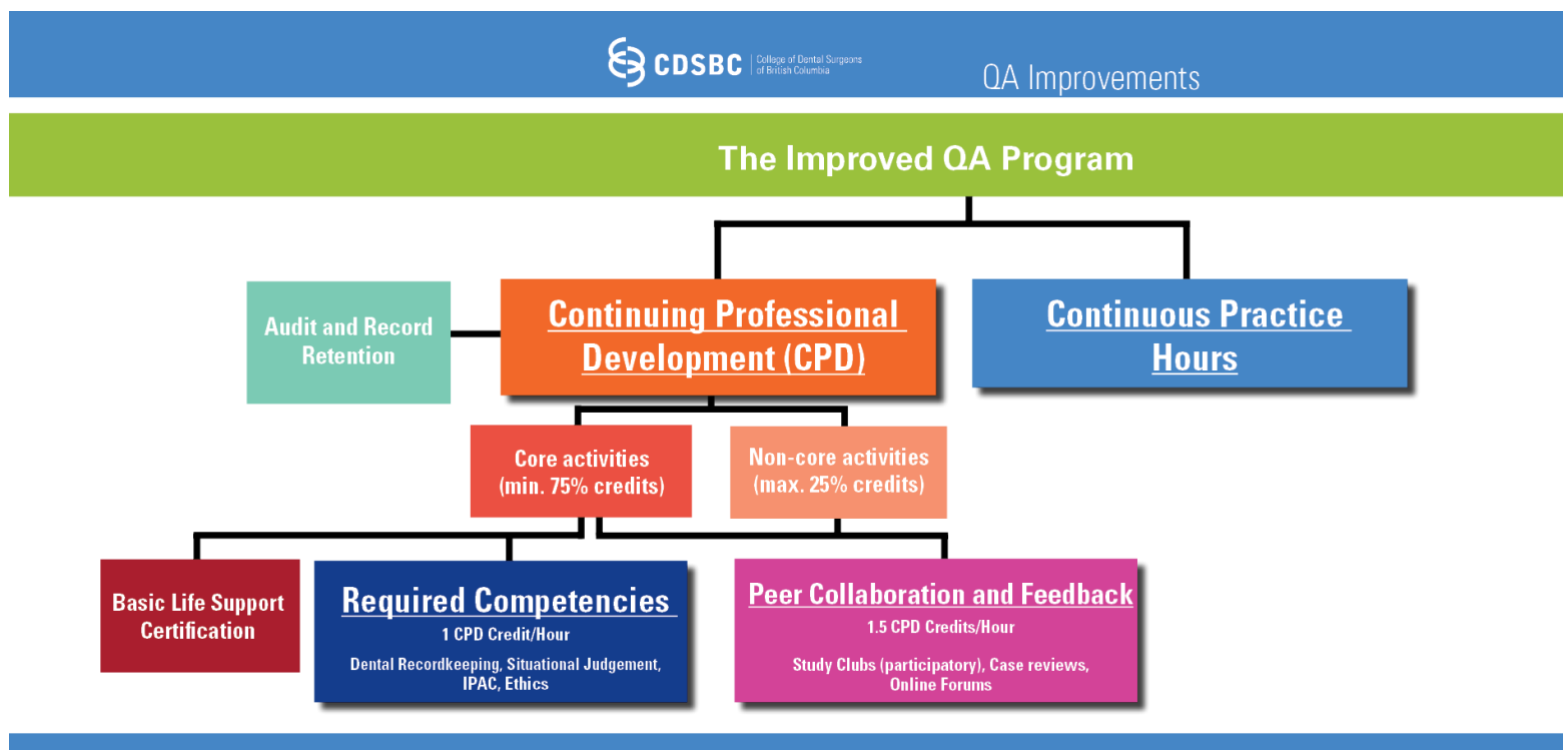 CDSBC
College of Dental Surgeons
of British Columbia
QA Improvements
The Improved QA Program
Audit and Record
Retention
Continuing Professional
Development (CPD)
Continuous Practice
Hours
Core activities
(min. 75% credits)
Non-core activities
(max. 25% credits)
Basic Life Support
Certification
Required Competencies
1 CPD Credit/Hour
Dental Recordkeeping, Situational Judgement,
IPAC, Ethics
Peer Collaboration and Feedback
1.5 CPD Credits/Hour
Study Clubs (participatory), Case reviews,
Online Forums